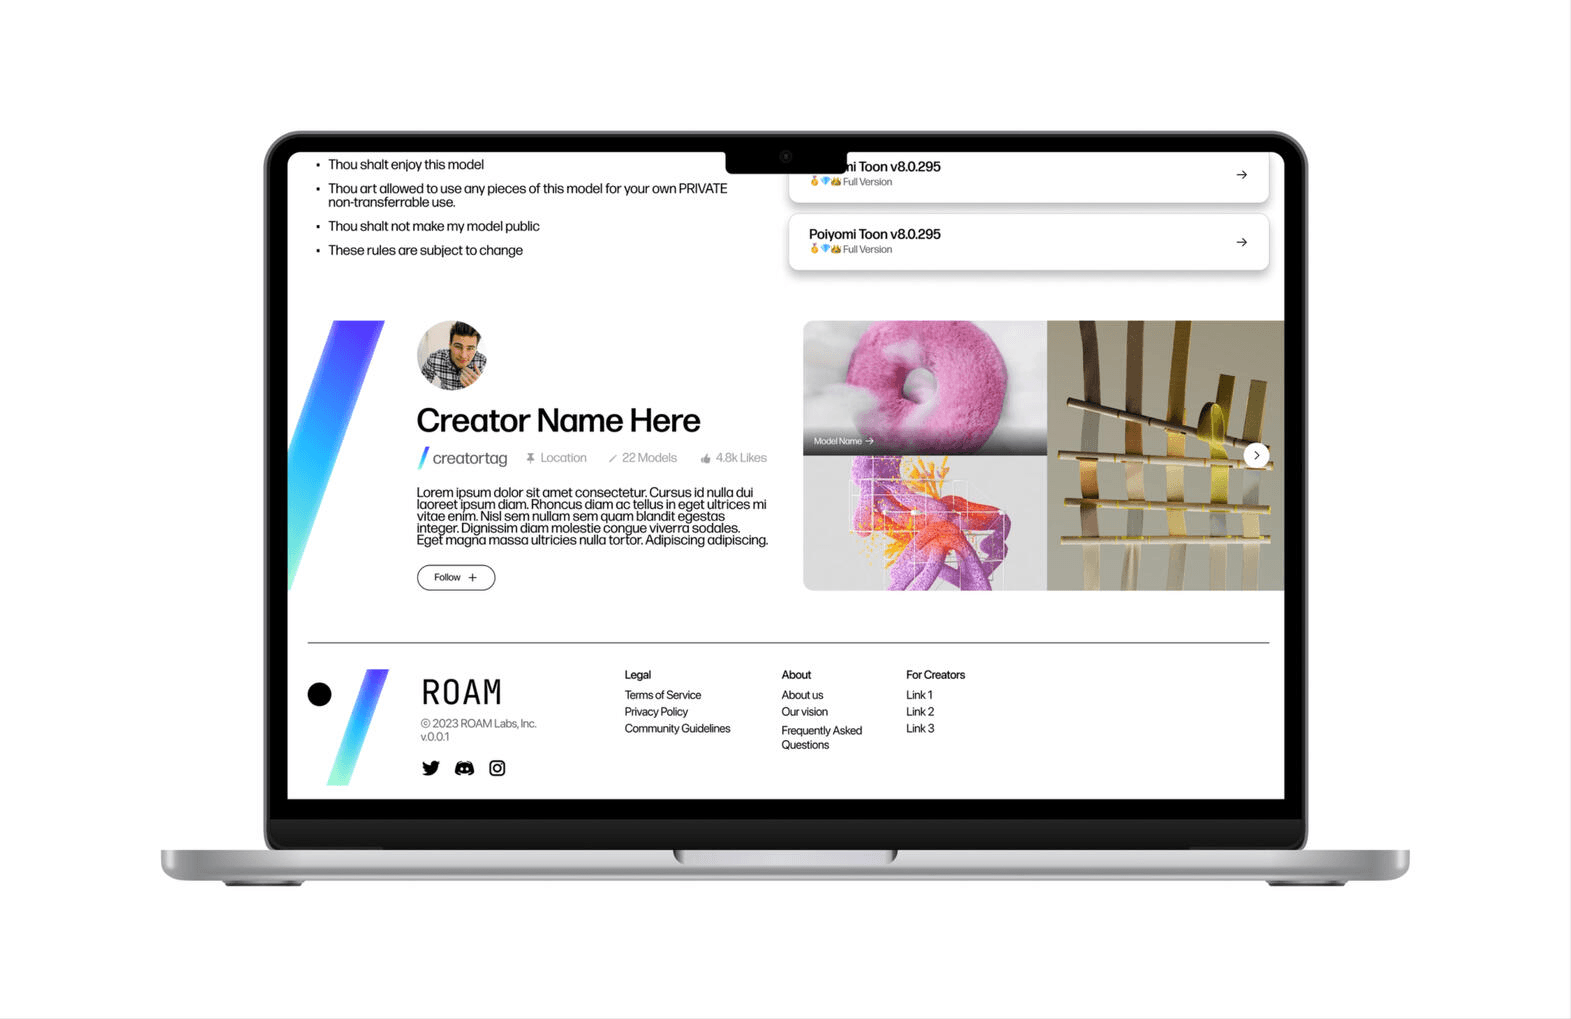 Thou shalt enjoy this model
Thou art allowed to use any pieces of this model for your own PRIVATE
non-transferrable use.
Thou shalt not make my model public
These rules are subject to change
Toon v8.0.295
Full Version
Poiyomi Toon v8.0.295
Full Version
Creator Name Here
creatortag
Location
22 Models
4.8k Likes
Lorem ipsum dolor sit amet consectetur. Cursus id nulla dui
laoreet ipsum diam. Rhoncus diam ac tellus in eget ultrices mi
vitae enim. Nisl sem nullam sem quam blandit egestas
integer. Dignissim diam molestie congue viverra sodales.
Eget magna massa ultricies nulla tortor. Adipiscing adipiscing.
Follow +
Model Name →
ROAM
© 2023 ROAM Labs, Inc.
v.0.0.1
Legal
Terms of Service
Privacy Policy
Community Guidelines
About
About us
Our vision
Frequently Asked
Questions
For Creators
Link 1
Link 2
Link 3